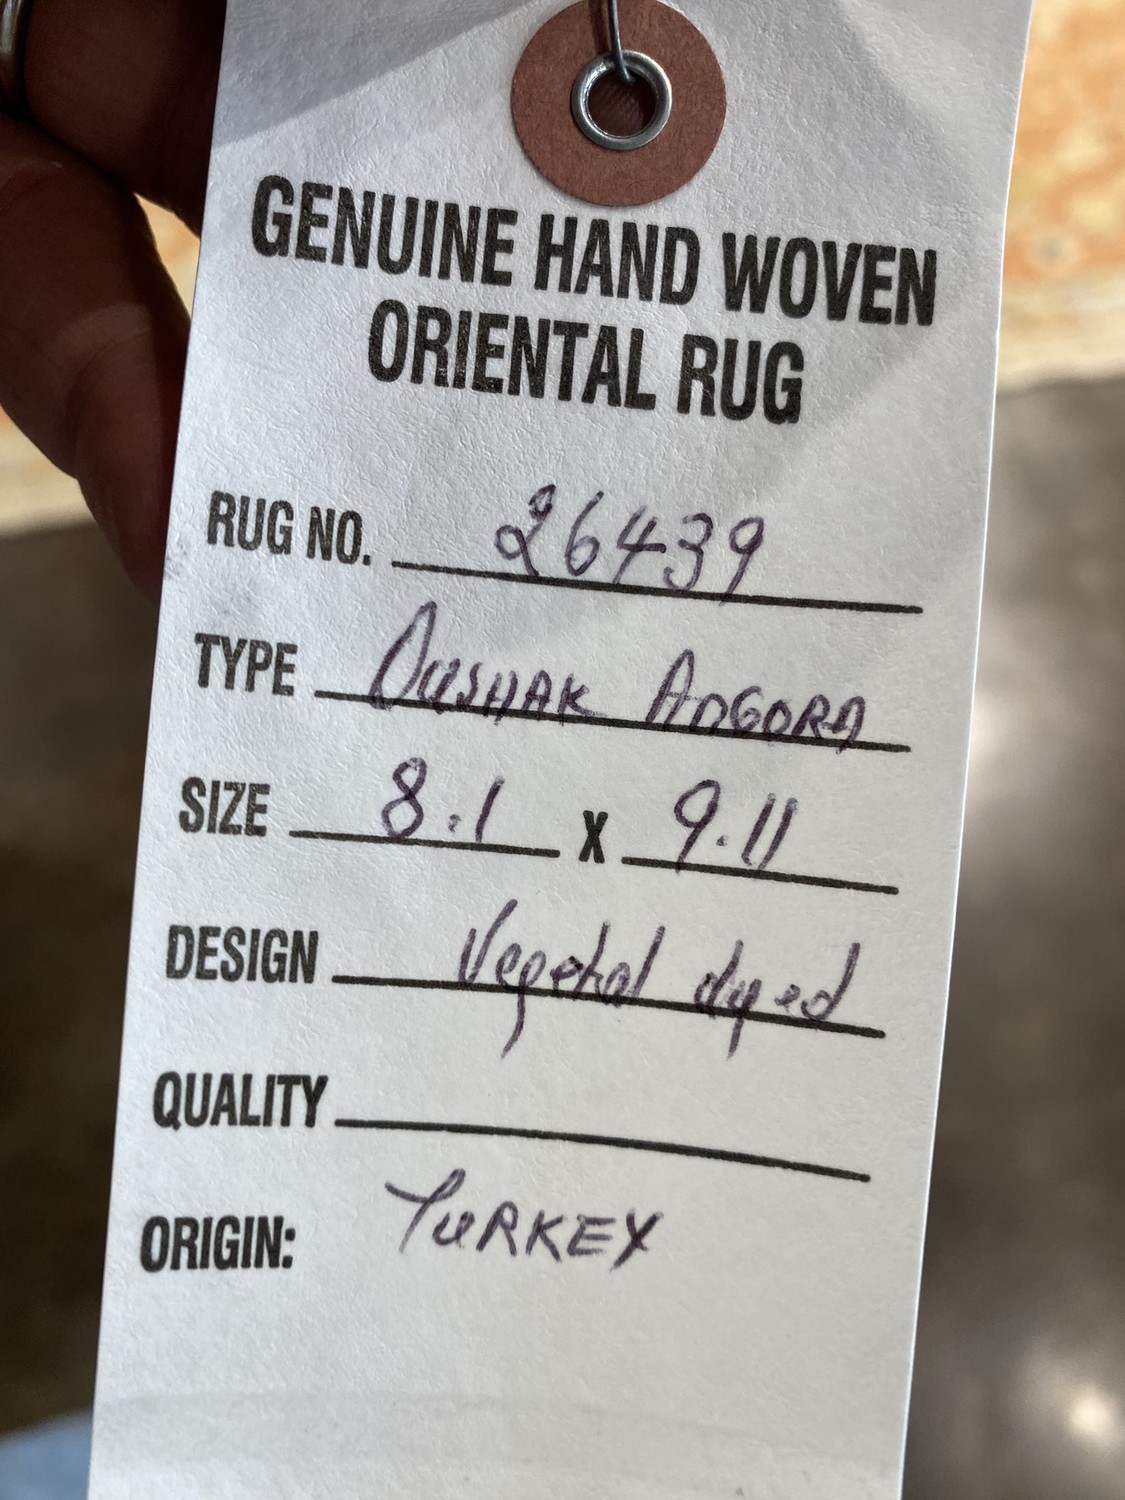 GENUINE HAND WOVEN
ORIENTAL RUG
RUG NO. 26439
TYPE OUSHAK ANGORA
SIZE 8.1 X 9.11
DESIGN Vegetal dyed
QUALITY
ORIGIN: TURKEY